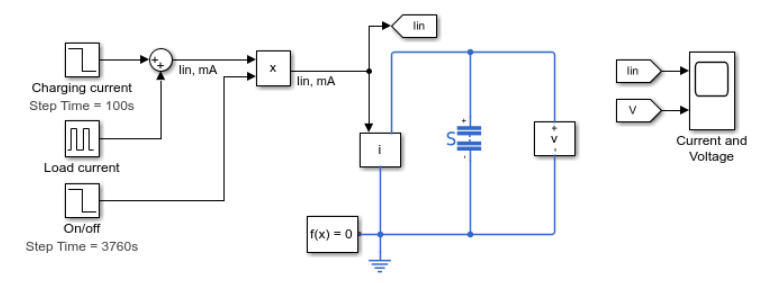 Iin
Charging current
Step Time = 100s
Iin, mA
x
Iin, mA
Load current
i
S
v
Iin
V
Current and
Voltage
On/off
Step Time = 3760s
f(x) = 0